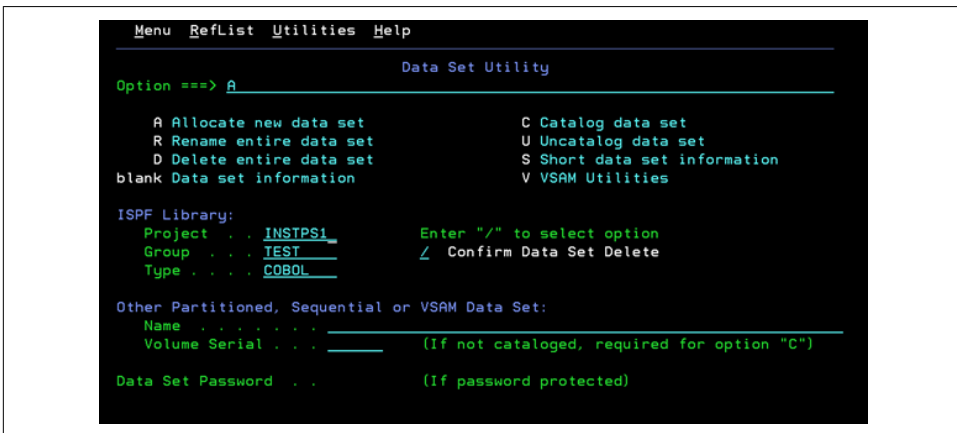 Menu RefList Utilities Help
Data Set Utility
Option ===> A
A Allocate new data set C Catalog data set
R Rename entire data set U Uncatalog data set
D Delete entire data set S Short data set information
blank Data set information V VSAM Utilities
ISPF Library:
Project . . INSTPS1_ Enter "/" to select option
Group . . . TEST / Confirm Data Set Delete
Type . . . . COBOL
Other Partitioned, Sequential or VSAM Data Set:
Name . . . . . . .
Volume Serial . . . (If not cataloged, required for option "C")
Data Set Password . . (If password protected)